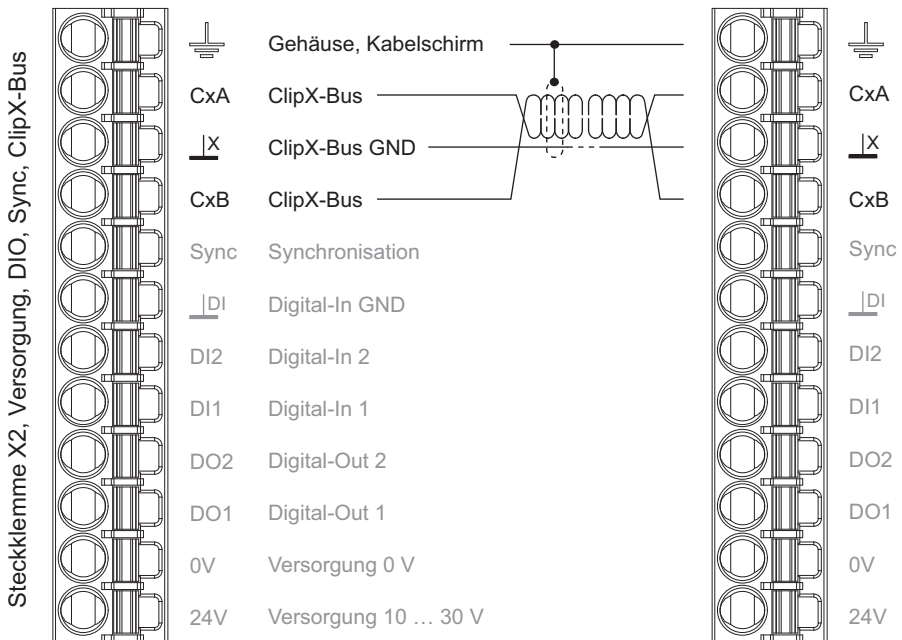 Steckklemme X2, Versorgung, DIO, Sync, ClipX-Bus
Gehäuse, Kabelschirm
CxA ClipX-Bus CxA
X ClipX-Bus GND X
CxB ClipX-Bus CxB
Sync Synchronisation Sync
DI Digital-In GND DI
DI2 Digital-In 2 DI2
DI1 Digital-In 1 DI1
DO2 Digital-Out 2 DO2
DO1 Digital-Out 1 DO1
0V Versorgung 0 V 0V
24V Versorgung 10 … 30 V 24V